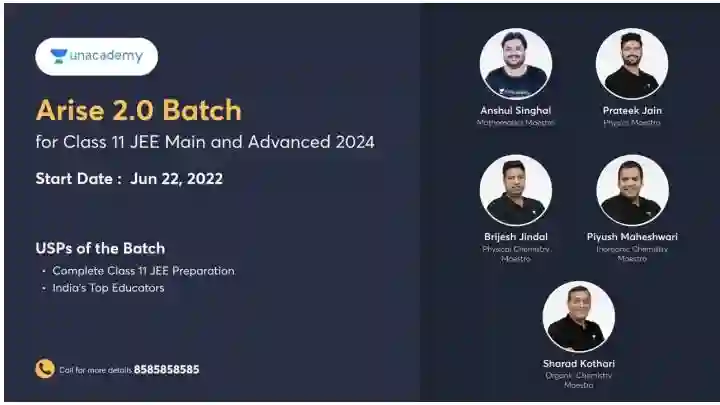 unacademy
Arise 2.0 Batch
for Class 11 JEE Main and Advanced 2024
Start Date : Jun 22, 2022
USPs of the Batch
• Complete Class 11 JEE Preparation
• India's Top Educators
Call for more details 8585858585
Anshul Singhal
Mathematics Maestro
Prateek Jain
Physics Maestro
Brijesh Jindal
Physical Chemistry
Maestro
Piyush Maheshwari
Inorganic Chemistry
Maestro
Sharad Kothari
Organic Chemistry
Maestro